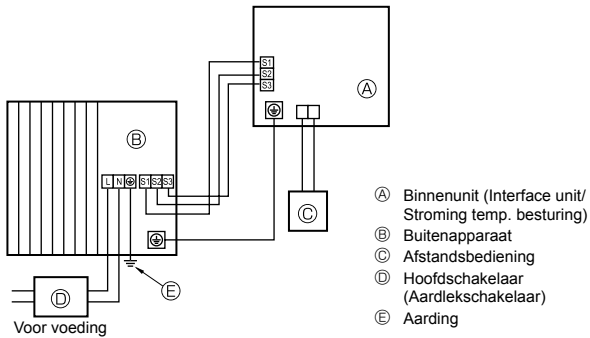 S1
S2
S3
Ⓐ
Ⓑ
L N S1 S2 S3
Ⓒ
Ⓓ
Ⓔ
Voor voeding
Ⓐ Binnenunit (Interface unit/
Stroming temp. besturing)
Ⓑ Buitenapparaat
Ⓒ Afstandsbediening
Ⓓ Hoofdschakelaar
(Aardlekschakelaar)
Ⓔ Aarding